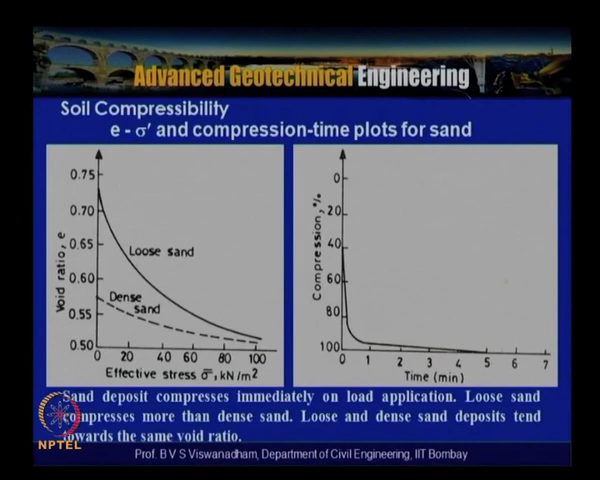 Advanced Geotechnical Engineering
Soil Compressibility
e - σ′ and compression-time plots for sand
0.75
0.70
0.65
0.60
0.55
0.50
Void ratio, e
Loose sand
Dense
sand
0 20 40 60 80 100
Effective stress σ̅, kN/m2
0
20
40
60
80
100
Compression, %
0 1 2 3 4 5 6 7
Time (min)
Sand deposit compresses immediately on load application. Loose sand
compresses more than dense sand. Loose and dense sand deposits tend
towards the same void ratio.
NPTEL
Prof. B V S Viswanadham, Department of Civil Engineering, IIT Bombay